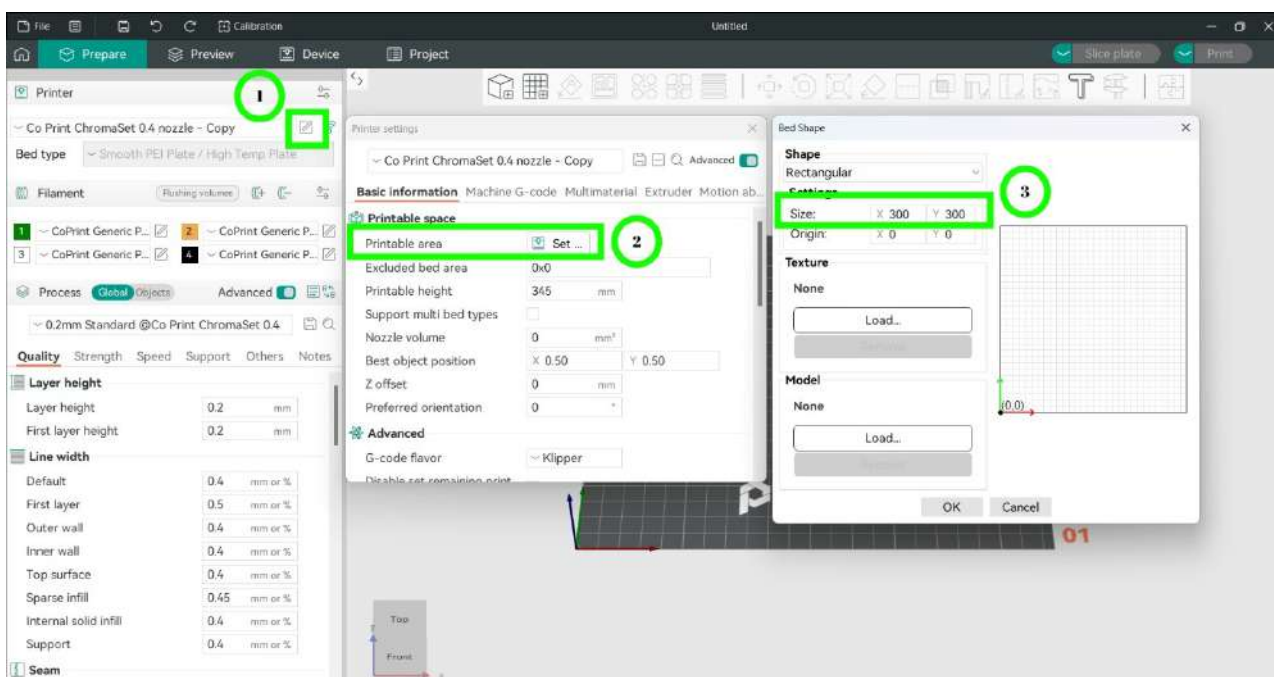 File Calibration Untitled
Prepare Preview Device Project Slice plate Print
Printer
1
Co Print ChromaSet 0.4 nozzle - Copy
Bed type Smooth PEI Plate / High Temp Plate
Filament Flushing volumes
1 CoPrint Generic P... 2 CoPrint Generic P...
3 CoPrint Generic P... 4 CoPrint Generic P...
Process Global Objects Advanced
0.2mm Standard @Co Print ChromaSet 0.4
Quality Strength Speed Support Others Notes
Layer height
Layer height 0.2 mm
First layer height 0.2 mm
Line width
Default 0.4 mm or %
First layer 0.5 mm or %
Outer wall 0.4 mm or %
Inner wall 0.4 mm or %
Top surface 0.4 mm or %
Sparse infill 0.45 mm or %
Internal solid infill 0.4 mm or %
Support 0.4 mm or %
Seam
Printer settings
Co Print ChromaSet 0.4 nozzle - Copy Advanced
Basic information Machine G-code Multimaterial Extruder Motion ab...
Printable space
Printable area Set ... 2
Excluded bed area 0x0
Printable height 345 mm
Support multi bed types
Nozzle volume 0 mm³
Best object position X 0.50 Y 0.50
Z offset 0 mm
Preferred orientation 0 °
Advanced
G-code flavor Klipper
Disable set remaining print
Bed Shape
Shape
Rectangular
Settings
Size: X 300 Y 300
3
Origin: X 0 Y 0
Texture
None
Load...
Remove
Model
None
Load...
Remove
(0,0)
OK Cancel
01
Top
Front